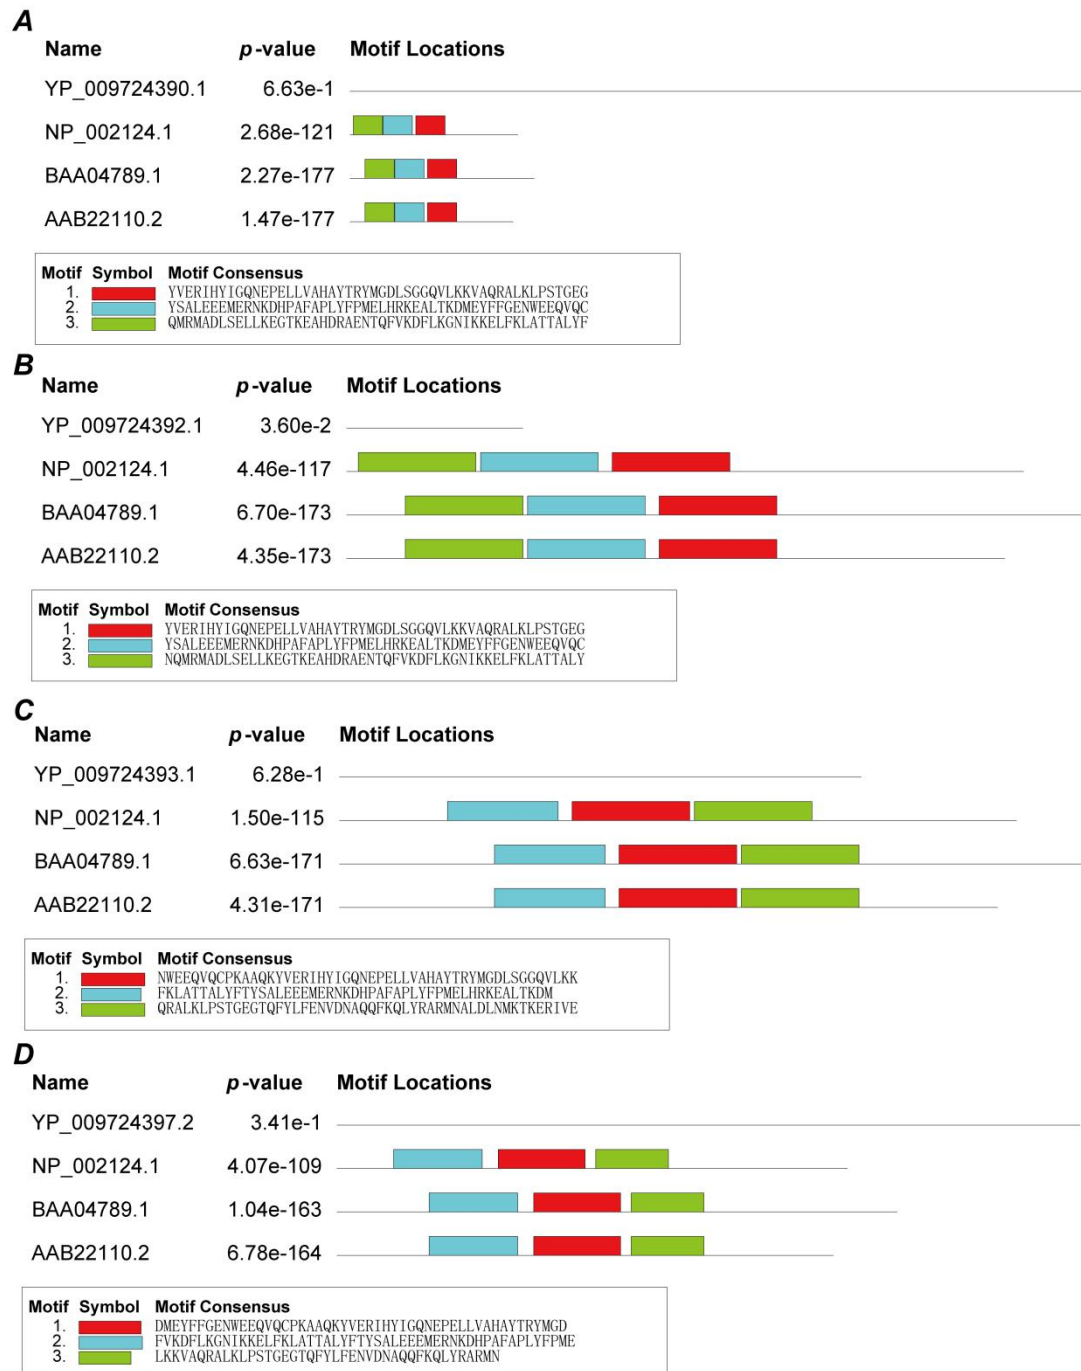 A
Name p-value Motif Locations
YP_009724390.1 6.63e-1
NP_002124.1 2.68e-121
BAA04789.1 2.27e-177
AAB22110.2 1.47e-177
Motif Symbol Motif Consensus
1. YVERIHYIGQNEPELLVAHAYTRYMGDLSGGQVLKKVAQRALKLPSTGEG
2. YSALEEEMERNKDHPAFAPLYFPMELHRKEALTKDMEYFFGENWEEQVQC
3. QMRMADLSELLKEGTKEAHDRAENTQFVKDFLKGNIKKELFKLATTALYF
B
Name p-value Motif Locations
YP_009724392.1 3.60e-2
NP_002124.1 4.46e-117
BAA04789.1 6.70e-173
AAB22110.2 4.35e-173
Motif Symbol Motif Consensus
1. YVERIHYIGQNEPELLVAHAYTRYMGDLSGGQVLKKVAQRALKLPSTGEG
2. YSALEEEMERNKDHPAFAPLYFPMELHRKEALTKDMEYFFGENWEEQVQC
3. NQMRMADLSELLKEGTKEAHDRAENTQFVKDFLKGNIKKELFKLATTALY
C
Name p-value Motif Locations
YP_009724393.1 6.28e-1
NP_002124.1 1.50e-115
BAA04789.1 6.63e-171
AAB22110.2 4.31e-171
Motif Symbol Motif Consensus
1. NWEEQVQCPKAAQKYVERIHYIGQNEPELLVAHAYTRYMGDLSGGQVLKK
2. FKLATTALYFTYSALEEEMERNKDHPAFAPLYFPMELHRKEALTKDM
3. QRALKLPSTGEGTQFYLFENVDNAQQFKQLYRARMNALDLNMKTKERIVE
D
Name p-value Motif Locations
YP_009724397.2 3.41e-1
NP_002124.1 4.07e-109
BAA04789.1 1.04e-163
AAB22110.2 6.78e-164
Motif Symbol Motif Consensus
1. DMEYFFGENWEEQVQCPKAAQKYVERIHYIGQNEPELLVAHAYTRYMGD
2. FVKDFLKGNIKKELFKLATTALYFTYSALEEEMERNKDHPAFAPLYFPME
3. LKKVAQRALKLPSTGEGTQFYLFENVDNAQQFKQLYRARMN